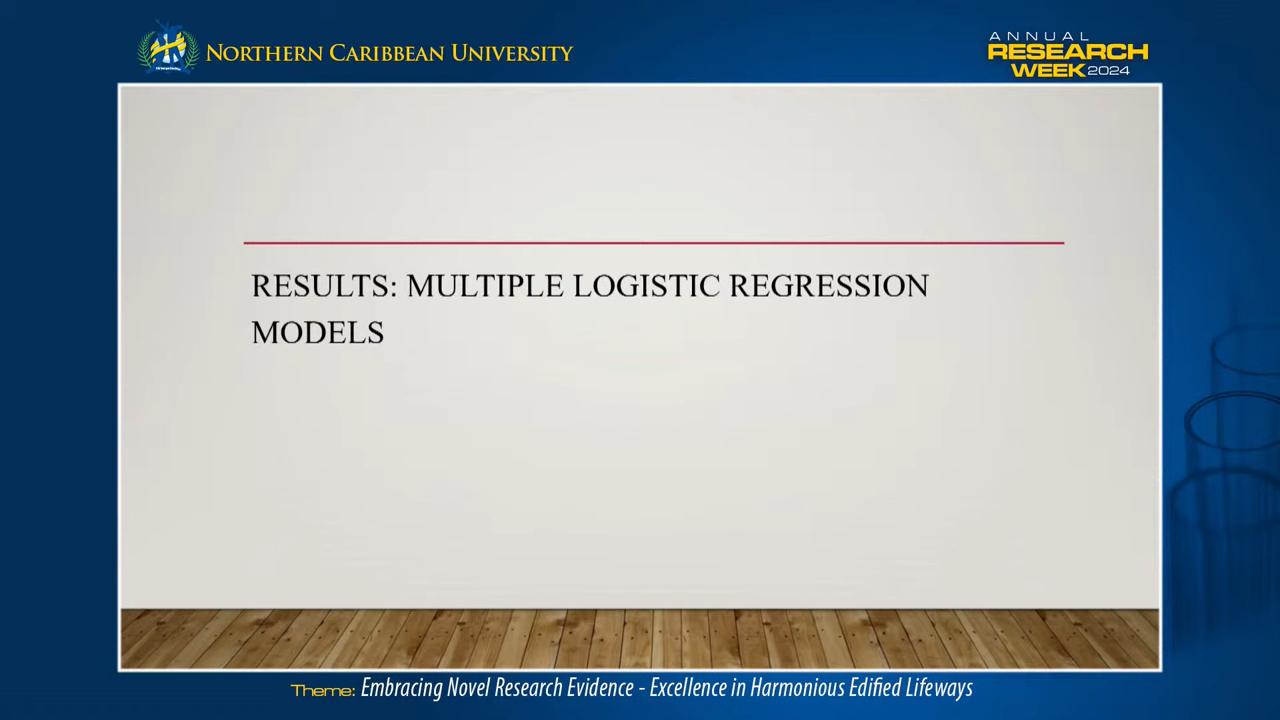 NORTHERN CARIBBEAN UNIVERSITY
ANNUAL
RESEARCH
WEEK 2024
RESULTS: MULTIPLE LOGISTIC REGRESSION
MODELS
Theme: Embracing Novel Research Evidence - Excellence in Harmonious Edified Lifeways